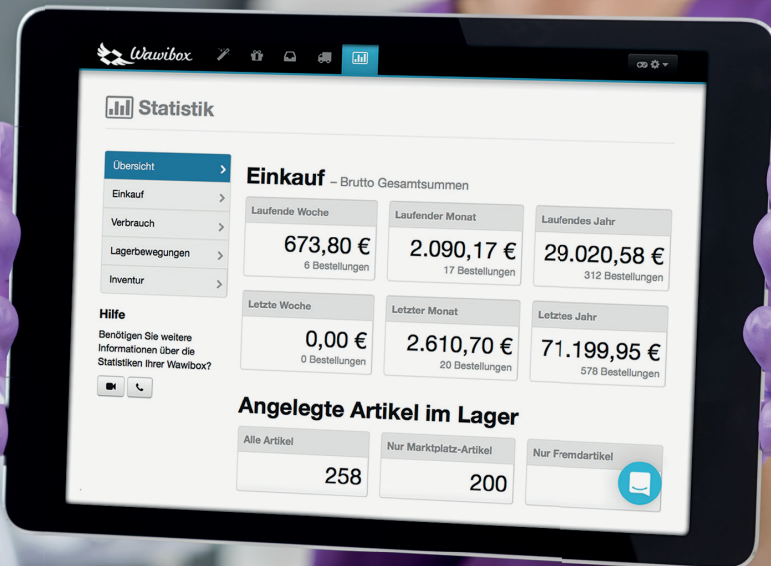 Wawibox
Statistik
Übersicht
Einkauf
Verbrauch
Lagerbewegungen
Inventur
Hilfe
Benötigen Sie weitere
Informationen über die
Statistiken Ihrer Wawibox?
Einkauf – Brutto Gesamtsummen
Laufende Woche
673,80 €
6 Bestellungen
Laufender Monat
2.090,17 €
17 Bestellungen
Laufendes Jahr
29.020,58 €
312 Bestellungen
Letzte Woche
0,00 €
0 Bestellungen
Letzter Monat
2.610,70 €
20 Bestellungen
Letztes Jahr
71.199,95 €
578 Bestellungen
Angelegte Artikel im Lager
Alle Artikel
258
Nur Marktplatz-Artikel
200
Nur Fremdartikel